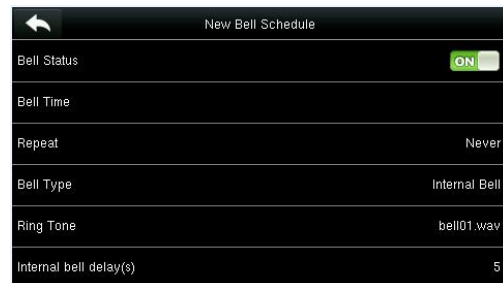 New Bell Schedule
Bell Status ON
Bell Time
Repeat Never
Bell Type Internal Bell
Ring Tone bell01.wav
Internal bell delay(s) 5